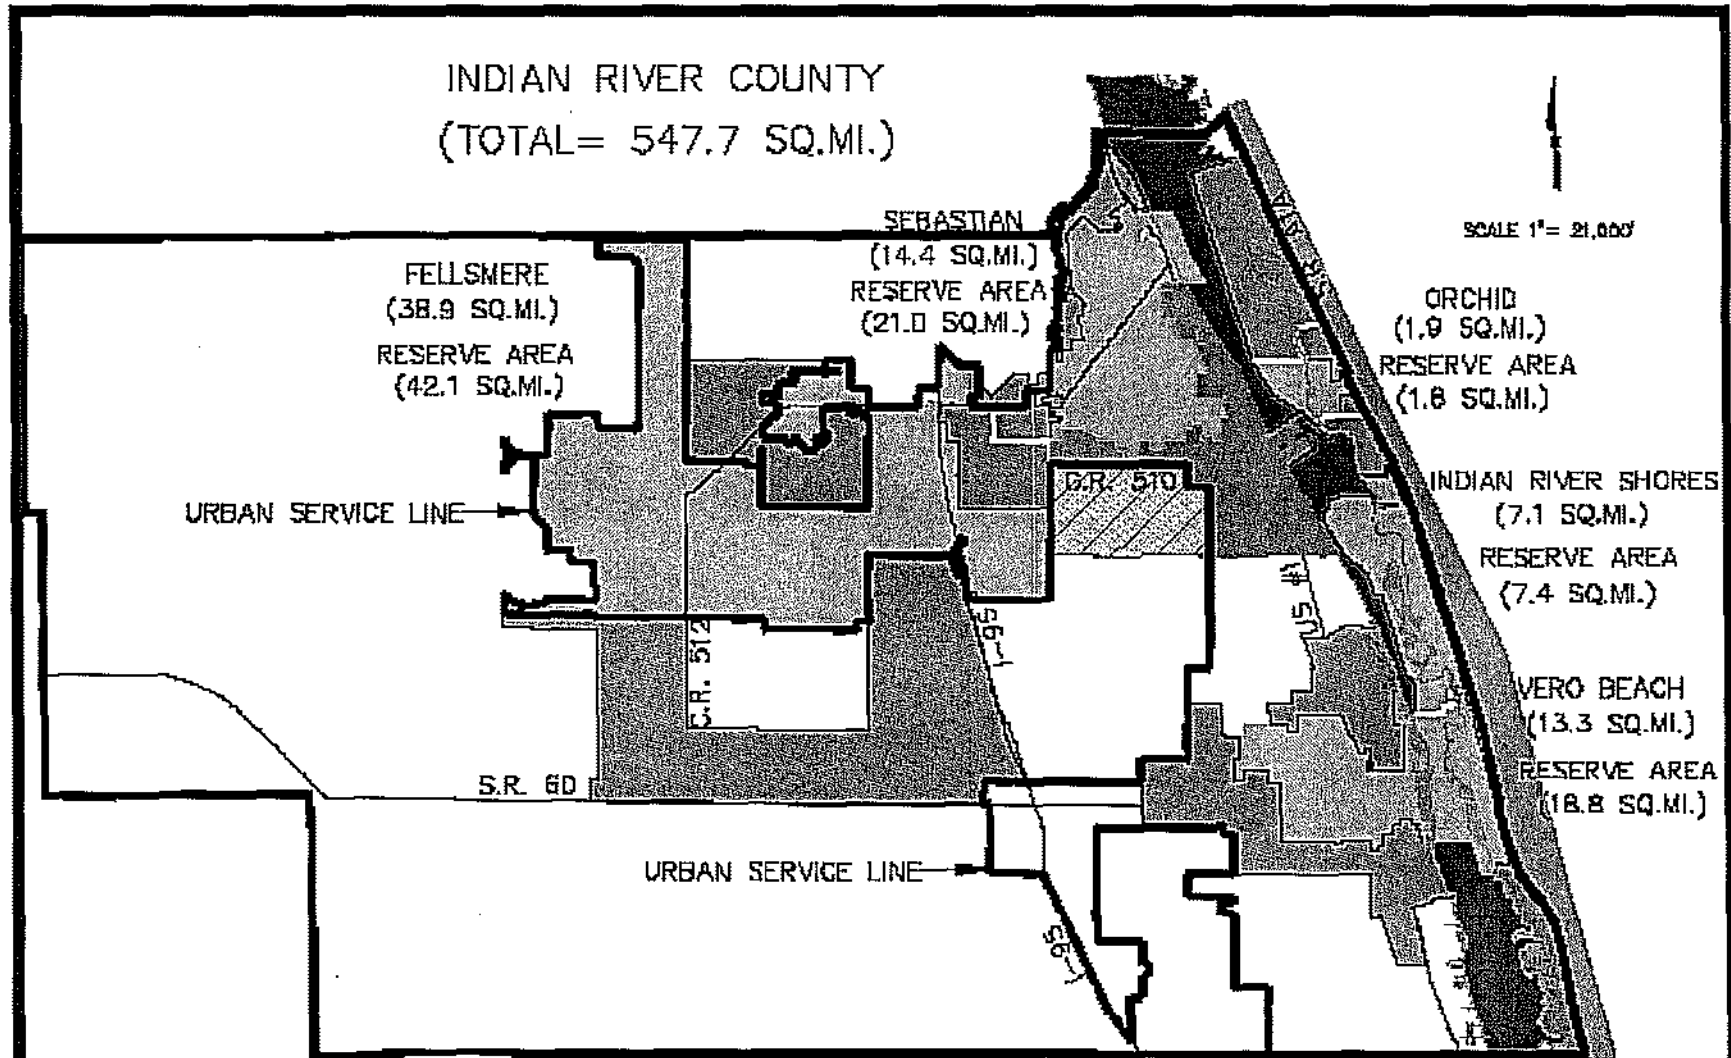 INDIAN RIVER COUNTY
(TOTAL= 547.7 SQ.MI.)
SCALE 1"= 21,000'
SEBASTIAN
(14.4 SQ.MI.)
RESERVE AREA
(21.0 SQ.MI.)
FELLSMERE
(38.9 SQ.MI.)
RESERVE AREA
(42.1 SQ.MI.)
S.R. A1A
ORCHID
(1.9 SQ.MI.)
RESERVE AREA
(1.8 SQ.MI.)
C.R. 510
INDIAN RIVER SHORES
(7.1 SQ.MI.)
RESERVE AREA
(7.4 SQ.MI.)
URBAN SERVICE LINE
US #1
I-95
C.R. 512
VERO BEACH
(13.3 SQ.MI.)
RESERVE AREA
(18.8 SQ.MI.)
S.R. 60
URBAN SERVICE LINE
I-95